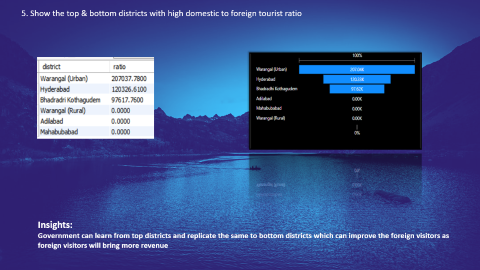 5. Show the top & bottom districts with high domestic to foreign tourist ratio
district ratio
Warangal (Urban) 207037.7800
Hyderabad 120326.6100
Bhadradri Kothagudem 97617.7600
Warangal (Rural) 0.0000
Adilabad 0.0000
Mahabubabad 0.0000
100%
Warangal (Urban) 207.04K
Hyderabad 120.33K
Bhadradri Kothagudem 97.62K
Adilabad 0.00K
Mahabubabad 0.00K
Warangal (Rural) 0.00K
0%
Insights:
Government can learn from top districts and replicate the same to bottom districts which can improve the foreign visitors as
foreign visitors will bring more revenue